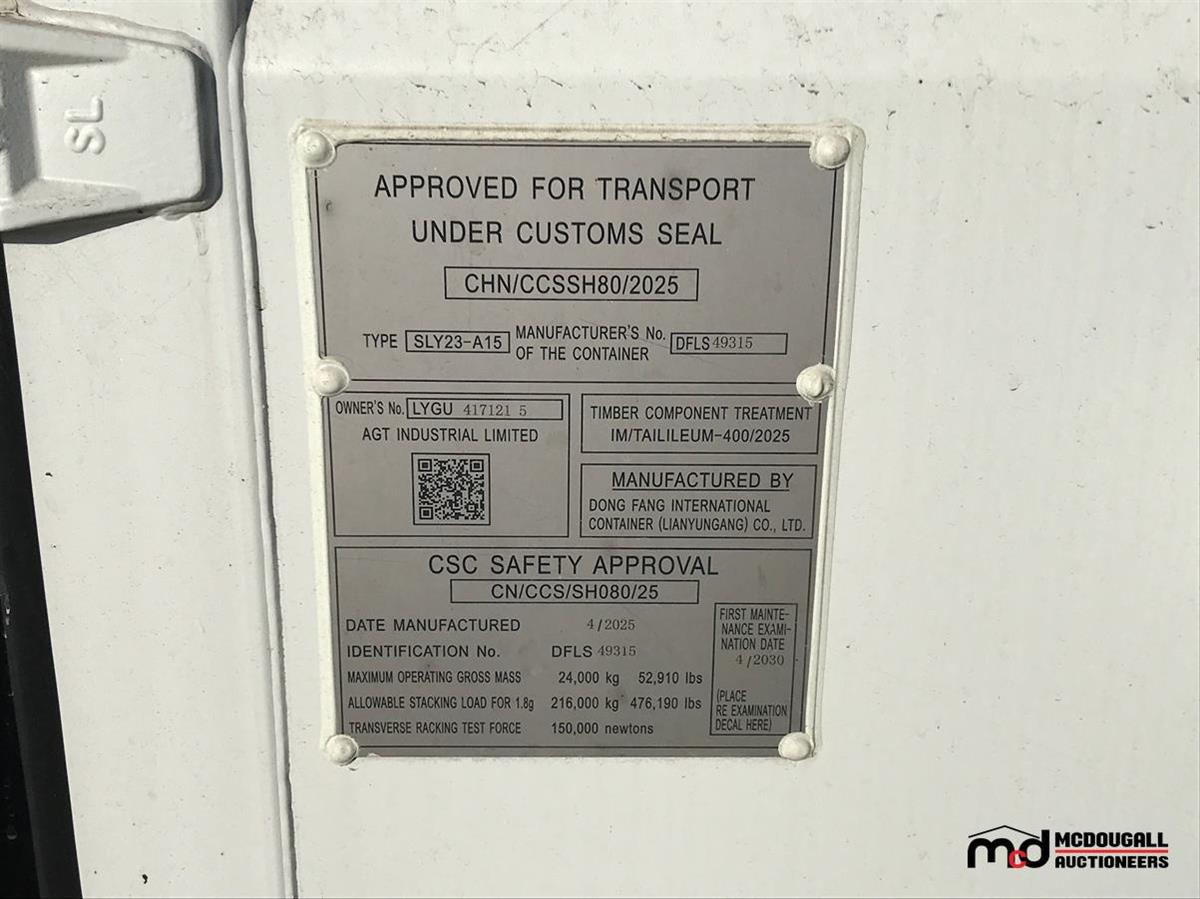 SL
APPROVED FOR TRANSPORT
UNDER CUSTOMS SEAL
CHN/CCSSH80/2025
TYPE SLY23-A15 MANUFACTURER'S No. OF THE CONTAINER DFLS 49315
OWNER'S No. LYGU 417121 5
AGT INDUSTRIAL LIMITED
TIMBER COMPONENT TREATMENT
IM/TAILILEUM-400/2025
MANUFACTURED BY
DONG FANG INTERNATIONAL
CONTAINER (LIANYUNGANG) CO., LTD.
CSC SAFETY APPROVAL
CN/CCS/SH080/25
DATE MANUFACTURED 4/2025
IDENTIFICATION No. DFLS 49315
MAXIMUM OPERATING GROSS MASS 24,000 kg 52,910 lbs
ALLOWABLE STACKING LOAD FOR 1.8g 216,000 kg 476,190 lbs
TRANSVERSE RACKING TEST FORCE 150,000 newtons
FIRST MAINTE-
NANCE EXAMI-
NATION DATE
4/2030
(PLACE
RE EXAMINATION
DECAL HERE)
mcd MCDOUGALL
AUCTIONEERS